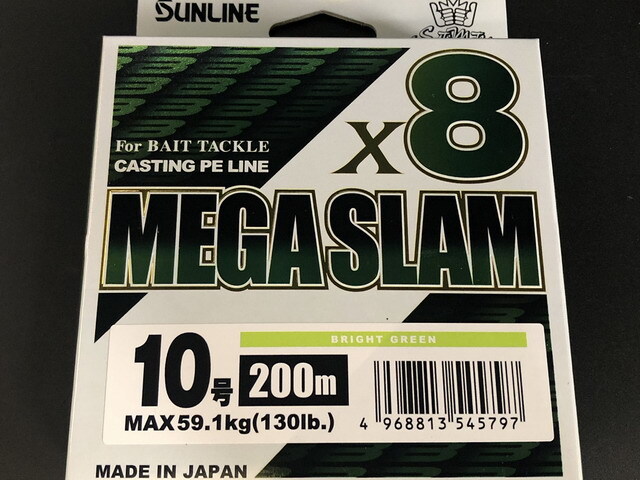 SUNLINE
X8
For BAIT TACKLE
CASTING PE LINE
MEGASLAM
BRIGHT GREEN
10号 200m
MAX59.1kg(130lb.)
4 968813 545797
MADE IN JAPAN